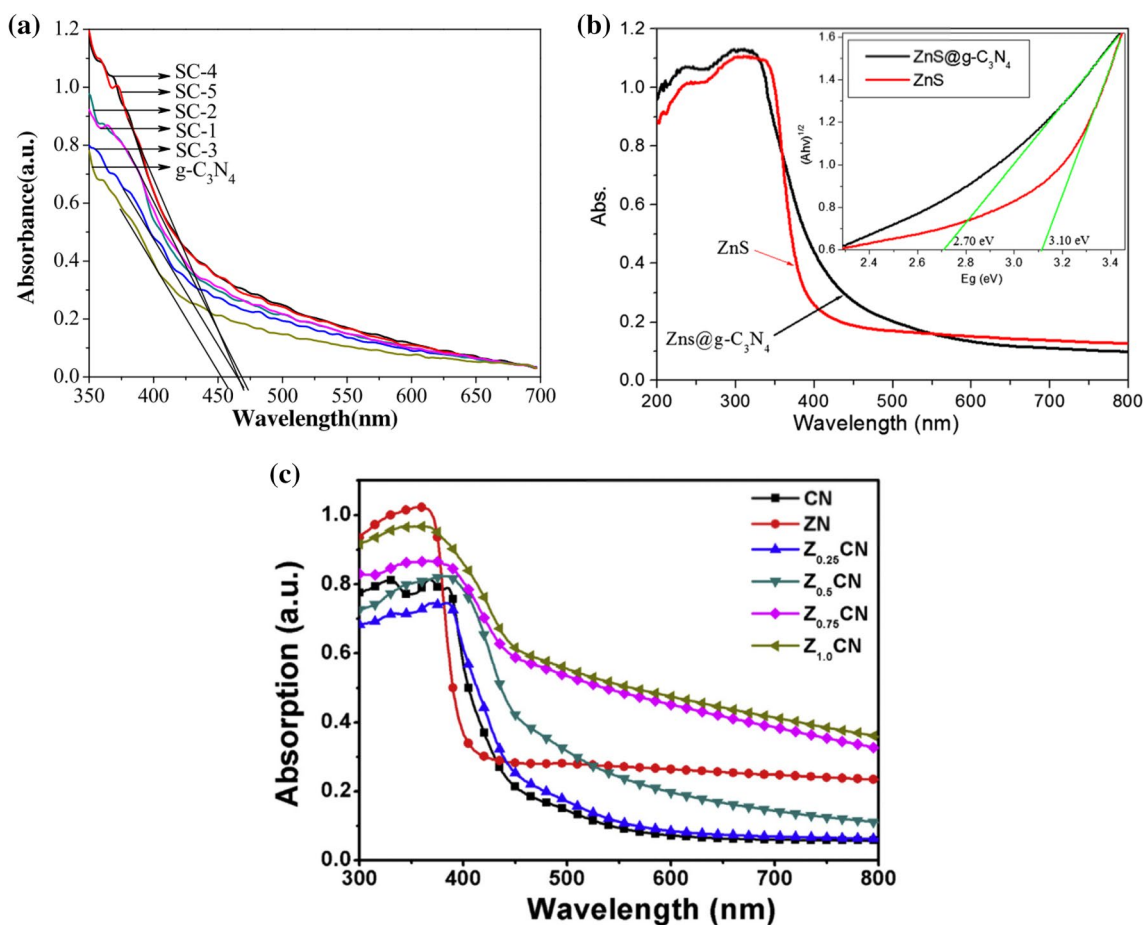 (a)
1.2
1.0
0.8
0.6
0.4
0.2
0.0
Absorbance(a.u.)
SC-4
SC-5
SC-2
SC-1
SC-3
g-C₃N₄
350 400 450 500 550 600 650 700
Wavelength(nm)
(b)
1.2
1.0
0.8
0.6
0.4
0.2
0.0
Abs.
ZnS
Zns@g-C₃N₄
200 300 400 500 600 700 800
Wavelength (nm)
ZnS@g-C₃N₄
ZnS
1.6
1.4
1.2
1.0
0.8
0.6
(Ahv)¹ᐟ²
2.70 eV
3.10 eV
2.4 2.6 2.8 3.0 3.2 3.4
Eg (eV)
(c)
1.0
0.8
0.6
0.4
0.2
0.0
Absorption (a.u.)
CN
ZN
Z₀.₂₅CN
Z₀.₅CN
Z₀.₇₅CN
Z₁.₀CN
300 400 500 600 700 800
Wavelength (nm)